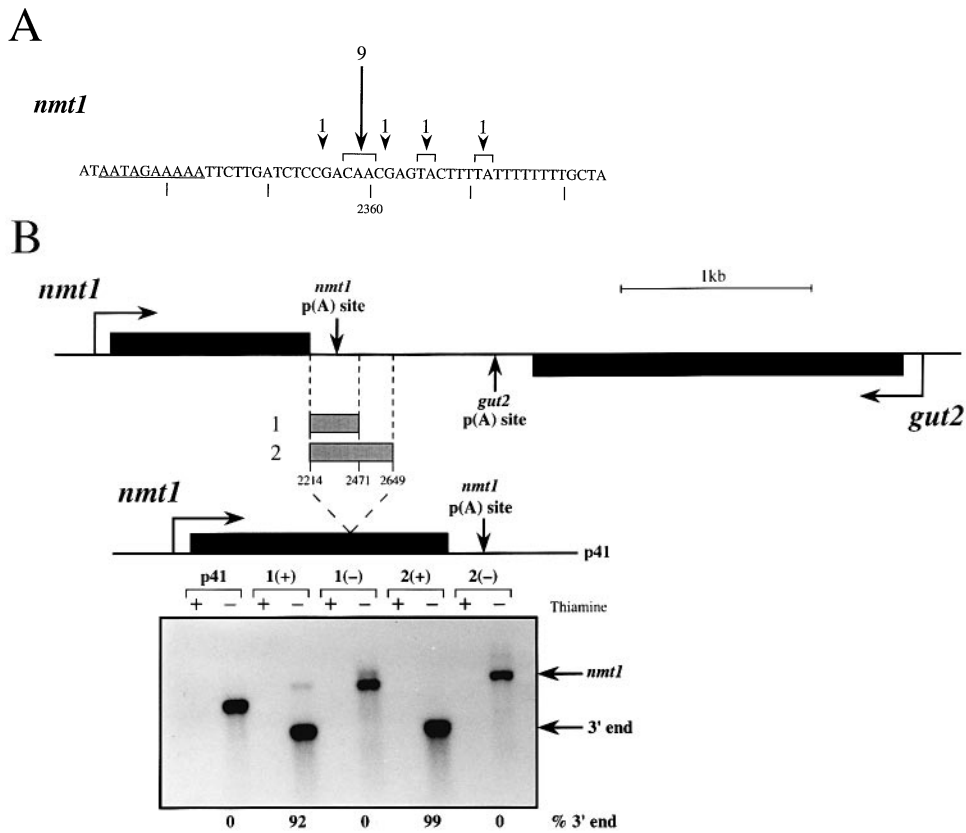 A
9
nmt1
1 1 1 1
ATAATAGAAAAATTCTTGATCTCCGACAACGAGTACTTTTATTTTTTTTGCTA
2360
B
1kb
nmt1
nmt1
p(A) site
gut2
p(A) site
gut2
1
2
2214 2471 2649
nmt1
nmt1
p(A) site
p41
p41 1(+) 1(−) 2(+) 2(−)
+ − + − + − + − + − Thiamine
nmt1
3' end
0 92 0 99 0 % 3' end